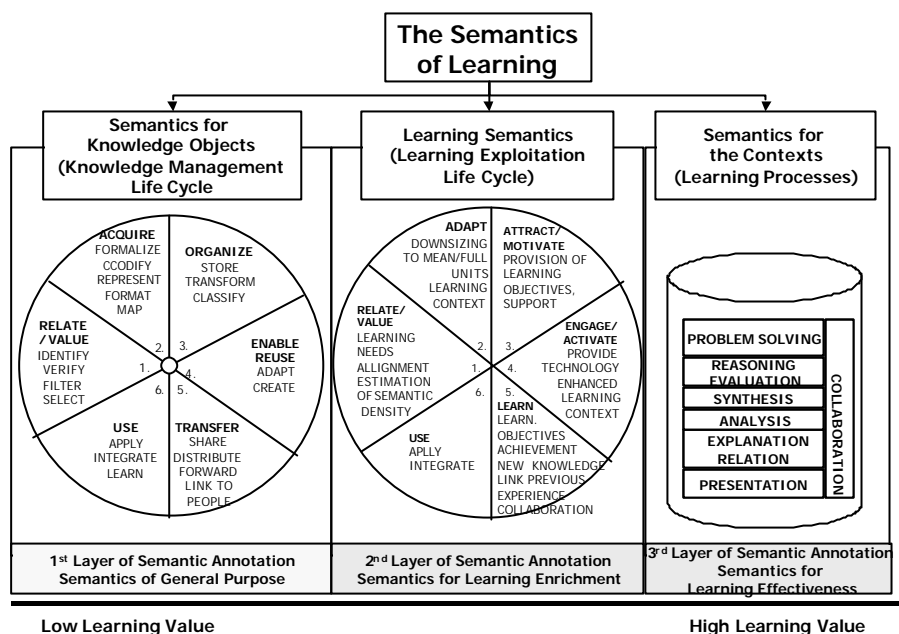 The Semantics
of Learning
Semantics for
Knowledge Objects
(Knowledge Management
Life Cycle
Learning Semantics
(Learning Exploitation
Life Cycle)
Semantics for
the Contexts
(Learning Processes)
RELATE
/ VALUE
IDENTIFY
VERIFY
FILTER
SELECT
1.
ACQUIRE
FORMALIZE
CCODIFY
REPRESENT
FORMAT
MAP
2.
ORGANIZE
STORE
TRANSFORM
CLASSIFY
3.
ENABLE
REUSE
ADAPT
CREATE
4.
TRANSFER
SHARE
DISTRIBUTE
FORWARD
LINK TO
PEOPLE
5.
USE
APPLY
INTEGRATE
LEARN
6.
RELATE/
VALUE
LEARNING
NEEDS
ALLIGNMENT
ESTIMATION
OF SEMANTIC
DENSITY
1.
ADAPT
DOWNSIZING
TO MEAN/FULL
UNITS
LEARNING
CONTEXT
2.
ATTRACT/
MOTIVATE
PROVISION OF
LEARNING
OBJECTIVES,
SUPPORT
3.
ENGAGE/
ACTIVATE
PROVIDE
TECHNOLOGY
ENHANCED
LEARNING
CONTEXT
4.
5.
LEARN
LEARN.
OBJECTIVES
ACHIEVEMENT
NEW KNOWLEDGE
LINK PREVIOUS
EXPERIENCE
COLLABORATION
USE
APLLY
INTEGRATE
6.
PROBLEM SOLVING
REASONING
EVALUATION
SYNTHESIS
ANALYSIS
EXPLANATION
RELATION
PRESENTATION
COLLABORATION
1st Layer of Semantic Annotation
Semantics of General Purpose
2nd Layer of Semantic Annotation
Semantics for Learning Enrichment
3rd Layer of Semantic Annotation
Semantics for
Learning Effectiveness
Low Learning Value
High Learning Value